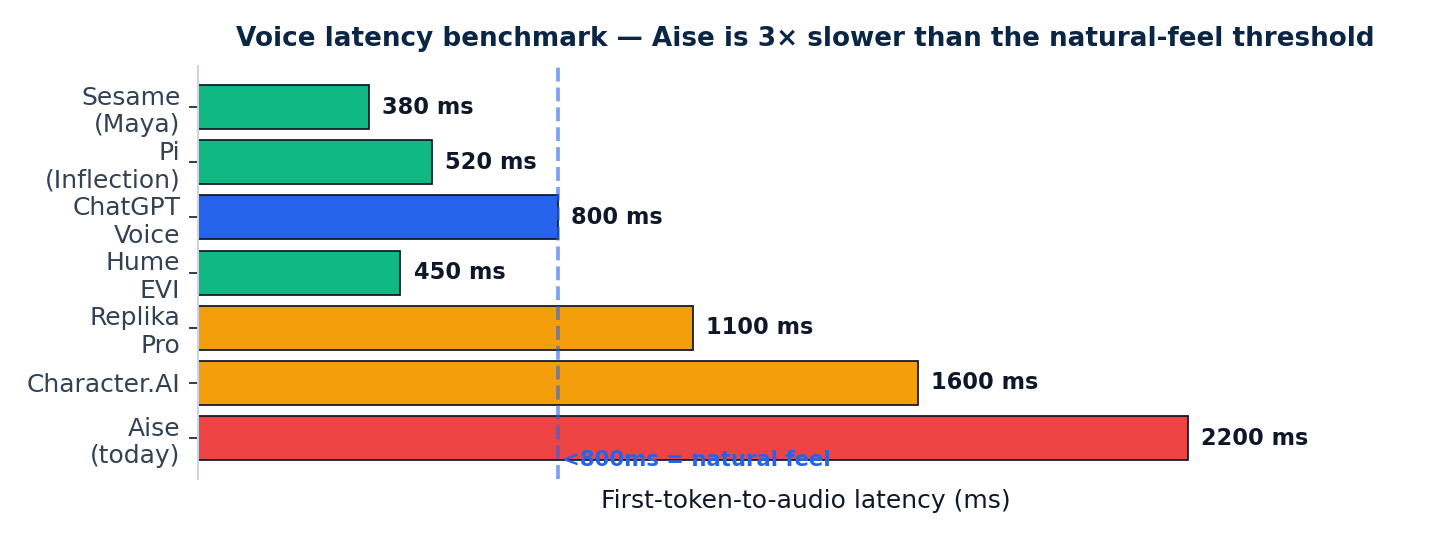 Voice latency benchmark — Aise is 3× slower than the natural-feel threshold
Sesame
(Maya)
380 ms
Pi
(Inflection)
520 ms
ChatGPT
Voice
800 ms
Hume
EVI
450 ms
Replika
Pro
1100 ms
Character.AI
1600 ms
Aise
(today)
2200 ms
<800ms = natural feel
First-token-to-audio latency (ms)